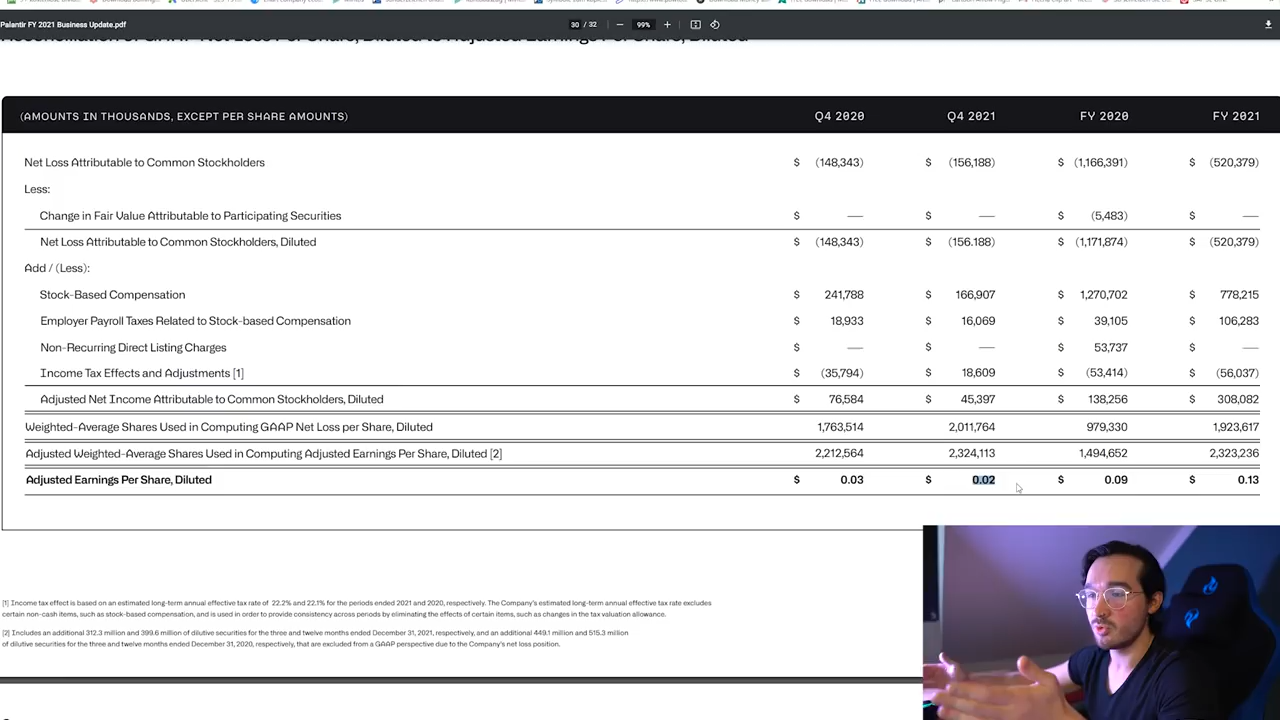 Palantir FY 2021 Business Update.pdf
30 / 32
99%
Reconciliation of GAAP Net Loss Per Share, Diluted to Adjusted Earnings Per Share, Diluted
(AMOUNTS IN THOUSANDS, EXCEPT PER SHARE AMOUNTS) Q4 2020 Q4 2021 FY 2020 FY 2021
Net Loss Attributable to Common Stockholders $ (148,343) $ (156,188) $ (1,166,391) $ (520,379)
Less:
Change in Fair Value Attributable to Participating Securities $ — $ — $ (5,483) $ —
Net Loss Attributable to Common Stockholders, Diluted $ (148,343) $ (156.188) $ (1,171,874) $ (520,379)
Add / (Less):
Stock-Based Compensation $ 241,788 $ 166,907 $ 1,270,702 $ 778,215
Employer Payroll Taxes Related to Stock-based Compensation $ 18,933 $ 16,069 $ 39,105 $ 106,283
Non-Recurring Direct Listing Charges $ — $ — $ 53,737 $ —
Income Tax Effects and Adjustments [1] $ (35,794) $ 18,609 $ (53,414) $ (56,037)
Adjusted Net Income Attributable to Common Stockholders, Diluted $ 76,584 $ 45,397 $ 138,256 $ 308,082
Weighted-Average Shares Used in Computing GAAP Net Loss per Share, Diluted 1,763,514 2,011,764 979,330 1,923,617
Adjusted Weighted-Average Shares Used in Computing Adjusted Earnings Per Share, Diluted [2] 2,212,564 2,324,113 1,494,652 2,323,236
Adjusted Earnings Per Share, Diluted $ 0.03 $ 0.02 $ 0.09 $ 0.13
[1] Income tax effect is based on an estimated long-term annual effective tax rate of 22.2% and 22.1% for the periods ended 2021 and 2020, respectively. The Company's estimated long-term annual effective tax rate excludes
certain non-cash items, such as stock-based compensation, and is used in order to provide consistency across periods by eliminating the effects of certain items, such as changes in the tax valuation allowance.
[2] Includes an additional 312.3 million and 399.6 million of dilutive securities for the three and twelve months ended December 31, 2021, respectively, and an additional 449.1 million and 515.3 million
of dilutive securities for the three and twelve months ended December 31, 2020, respectively, that are excluded from a GAAP perspective due to the Company's net loss position.